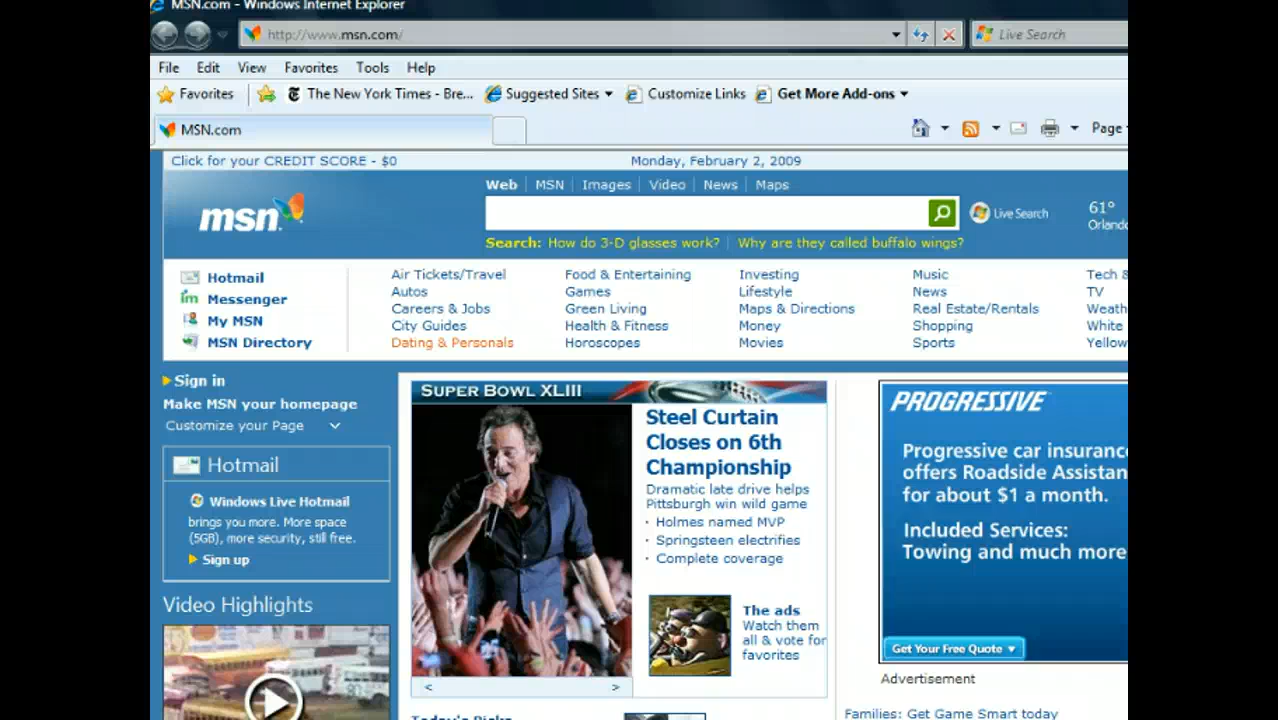 MSN.com - Windows Internet Explorer
http://www.msn.com/
Live Search
File Edit View Favorites Tools Help
Favorites The New York Times - Bre... Suggested Sites Customize Links Get More Add-ons
MSN.com
Page
Click for your CREDIT SCORE - $0
Monday, February 2, 2009
Web MSN Images Video News Maps
msn
Live Search
61°
Orlando
Search: How do 3-D glasses work? Why are they called buffalo wings?
Hotmail
Messenger
My MSN
MSN Directory
Air Tickets/Travel
Autos
Careers & Jobs
City Guides
Dating & Personals
Food & Entertaining
Games
Green Living
Health & Fitness
Horoscopes
Investing
Lifestyle
Maps & Directions
Money
Movies
Music
News
Real Estate/Rentals
Shopping
Sports
Tech &
TV
Weath
White
Yellow
Sign in
Make MSN your homepage
Customize your Page
Hotmail
Windows Live Hotmail
brings you more. More space
(5GB), more security, still free.
Sign up
Video Highlights
SUPER BOWL XLIII
Steel Curtain
Closes on 6th
Championship
Dramatic late drive helps
Pittsburgh win wild game
· Holmes named MVP
· Springsteen electrifies
· Complete coverage
The ads
Watch them
all & vote for
favorites
< >
Today's Picks
PROGRESSIVE
Progressive car insurance
offers Roadside Assistan
for about $1 a month.
Included Services:
Towing and much more
Get Your Free Quote
Advertisement
Families: Get Game Smart today